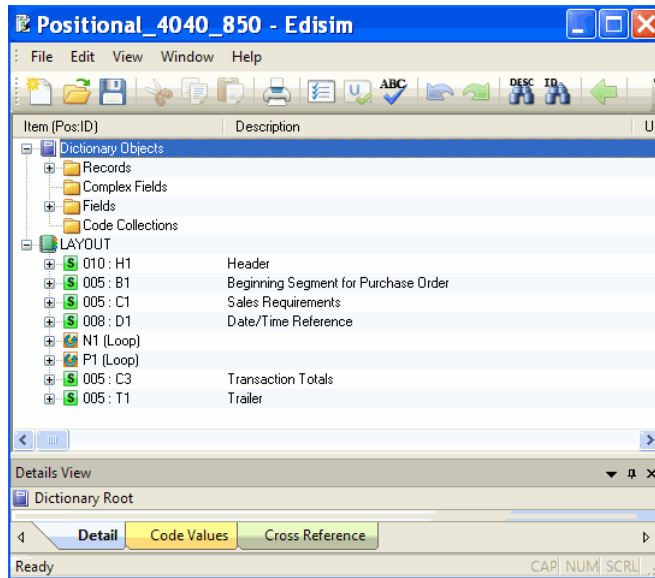 Positional_4040_850 - Edisim
File Edit View Window Help
U ABC DESC ID
Item (Pos:ID) Description U
Dictionary Objects
Records
Complex Fields
Fields
Code Collections
LAYOUT
S 010 : H1 Header
S 005 : B1 Beginning Segment for Purchase Order
S 005 : C1 Sales Requirements
S 008 : D1 Date/Time Reference
N1 (Loop)
P1 (Loop)
S 005 : C3 Transaction Totals
S 005 : T1 Trailer
Details View
Dictionary Root
Detail Code Values Cross Reference
Ready CAP NUM SCRL